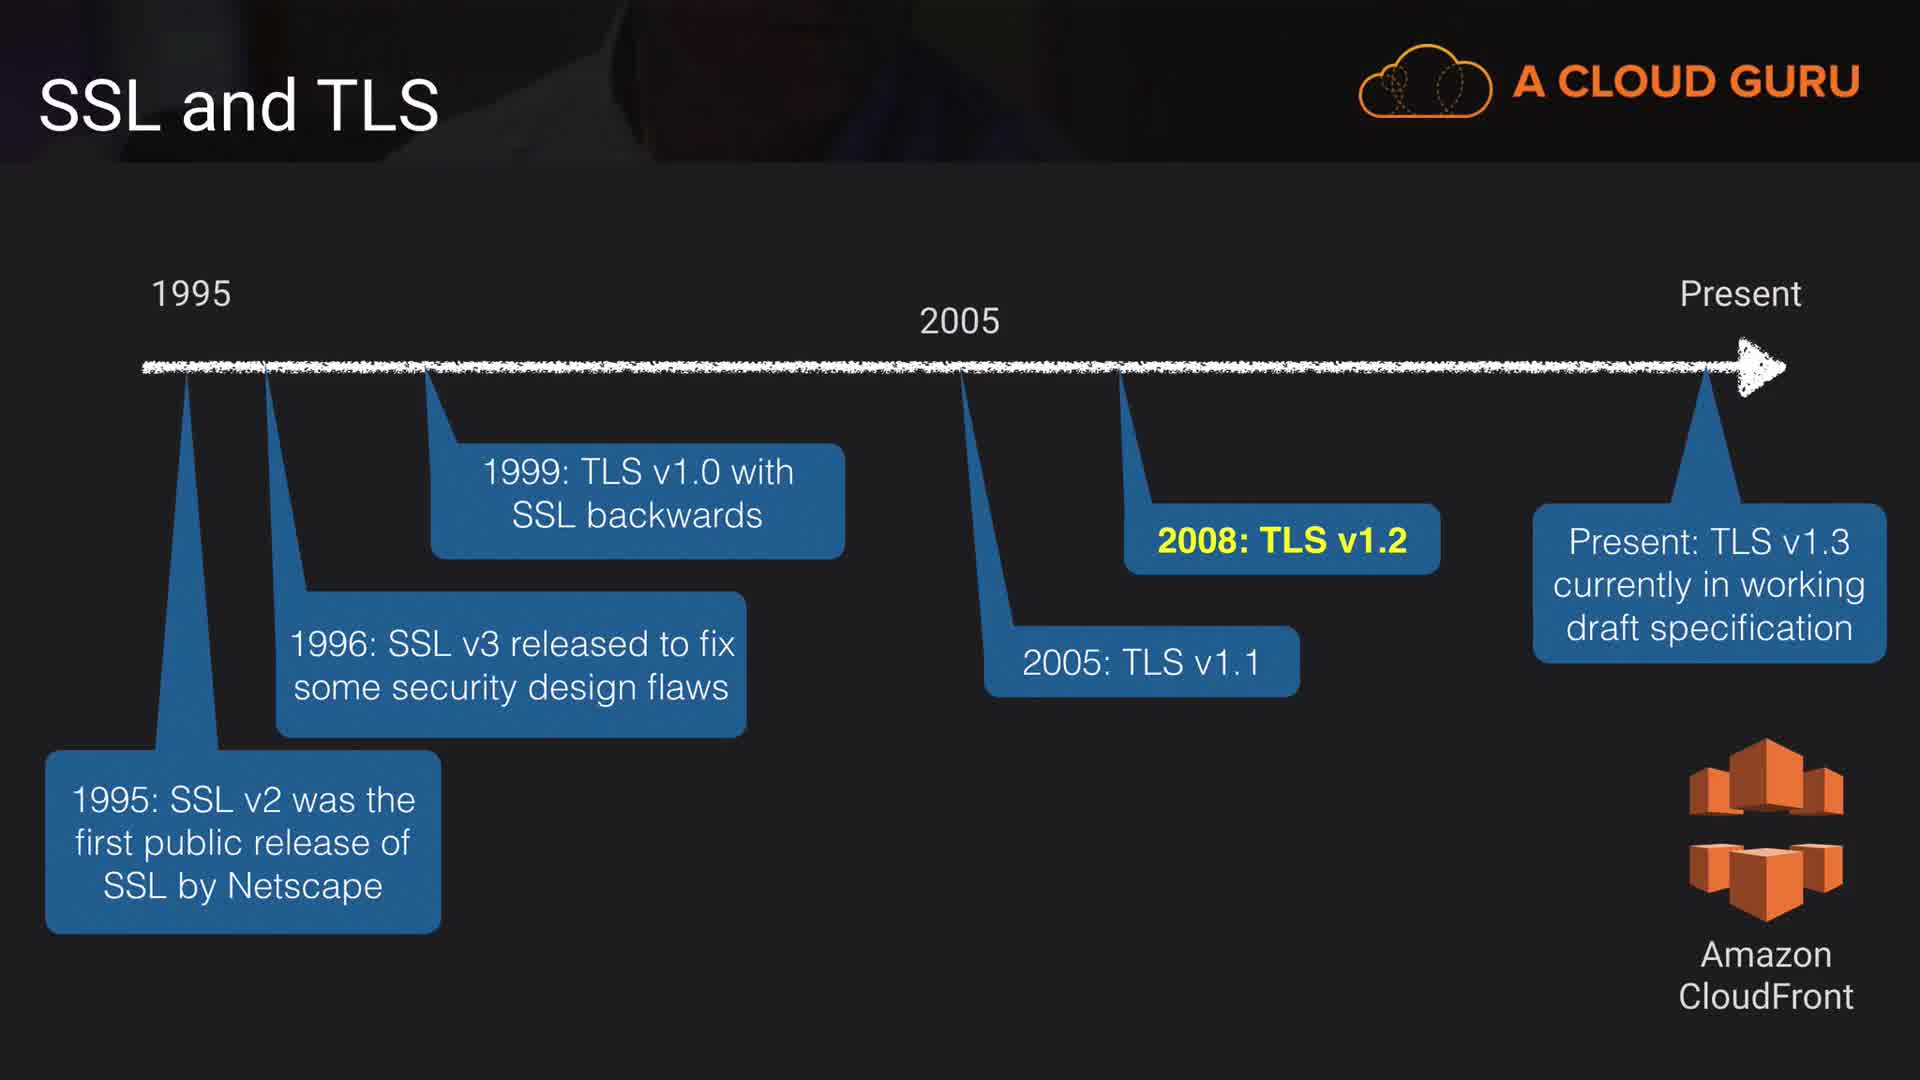 SSL and TLS
A CLOUD GURU
1995
2005
Present
1999: TLS v1.0 with
SSL backwards
2008: TLS v1.2
Present: TLS v1.3
currently in working
draft specification
1996: SSL v3 released to fix
some security design flaws
2005: TLS v1.1
1995: SSL v2 was the
first public release of
SSL by Netscape
Amazon
CloudFront